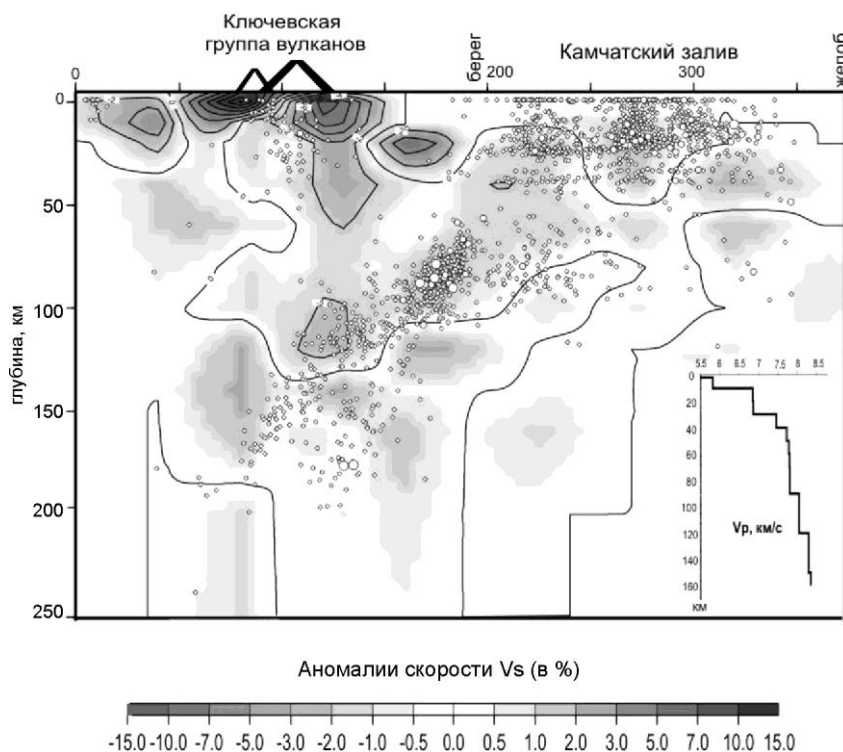 Ключевская
группа вулканов
берег
Камчатский залив
желоб
0
200
300
0
50
100
150
200
250
глубина, км
5.5 6 6.5 7 7.5 8 8.5
0
20
40
60
80
100
120
140
160
км
Vp, км/с
Аномалии скорости Vs (в %)
-15.0 -10.0 -7.0 -5.0 -3.0 -2.0 -1.0 -0.5 0.0 0.5 1.0 2.0 3.0 5.0 7.0 10.0 15.0